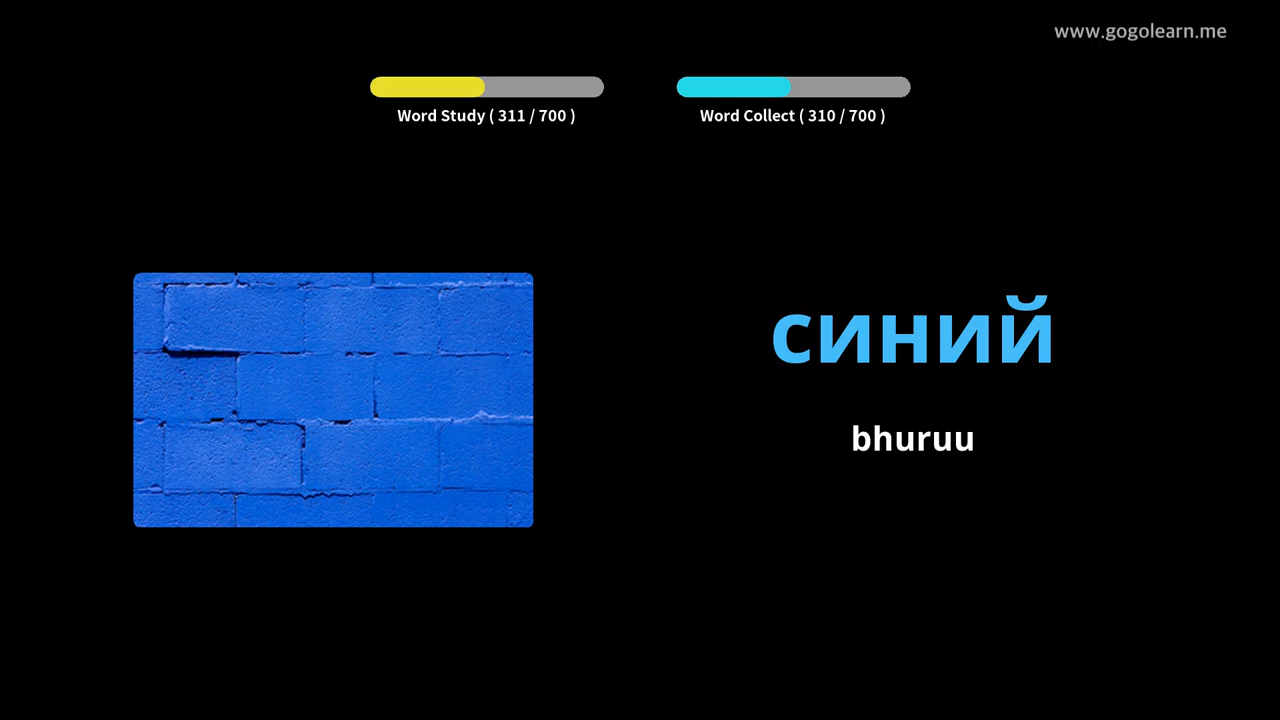 www.gogolearn.me
Word Study ( 311 / 700 )
Word Collect ( 310 / 700 )
синий
bhuruu